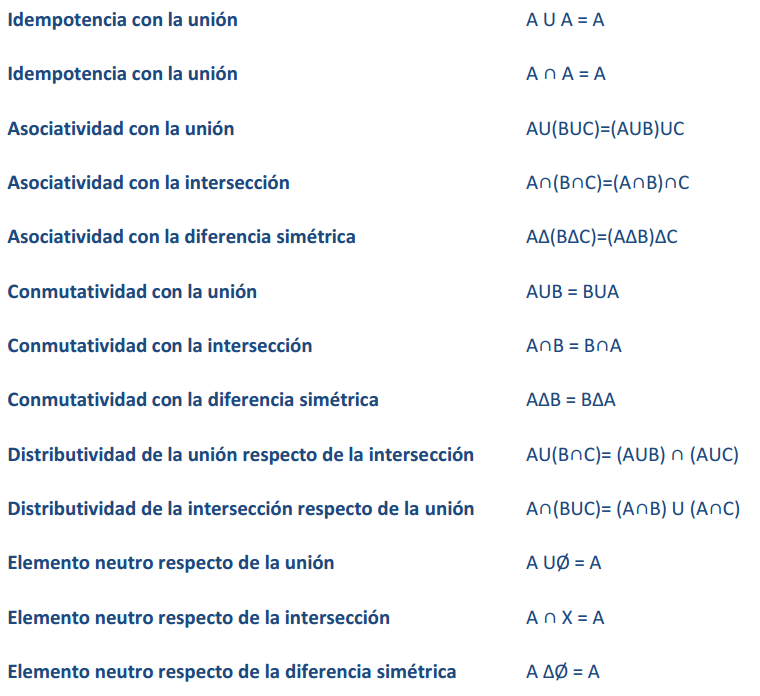 Idempotencia con la unión A U A = A
Idempotencia con la unión A ∩ A = A
Asociatividad con la unión AU(BUC)=(AUB)UC
Asociatividad con la intersección A∩(B∩C)=(A∩B)∩C
Asociatividad con la diferencia simétrica AΔ(BΔC)=(AΔB)ΔC
Conmutatividad con la unión AUB = BUA
Conmutatividad con la intersección A∩B = B∩A
Conmutatividad con la diferencia simétrica AΔB = BΔA
Distributividad de la unión respecto de la intersección AU(B∩C)= (AUB) ∩ (AUC)
Distributividad de la intersección respecto de la unión A∩(BUC)= (A∩B) U (A∩C)
Elemento neutro respecto de la unión A UØ = A
Elemento neutro respecto de la intersección A ∩ X = A
Elemento neutro respecto de la diferencia simétrica A ΔØ = A